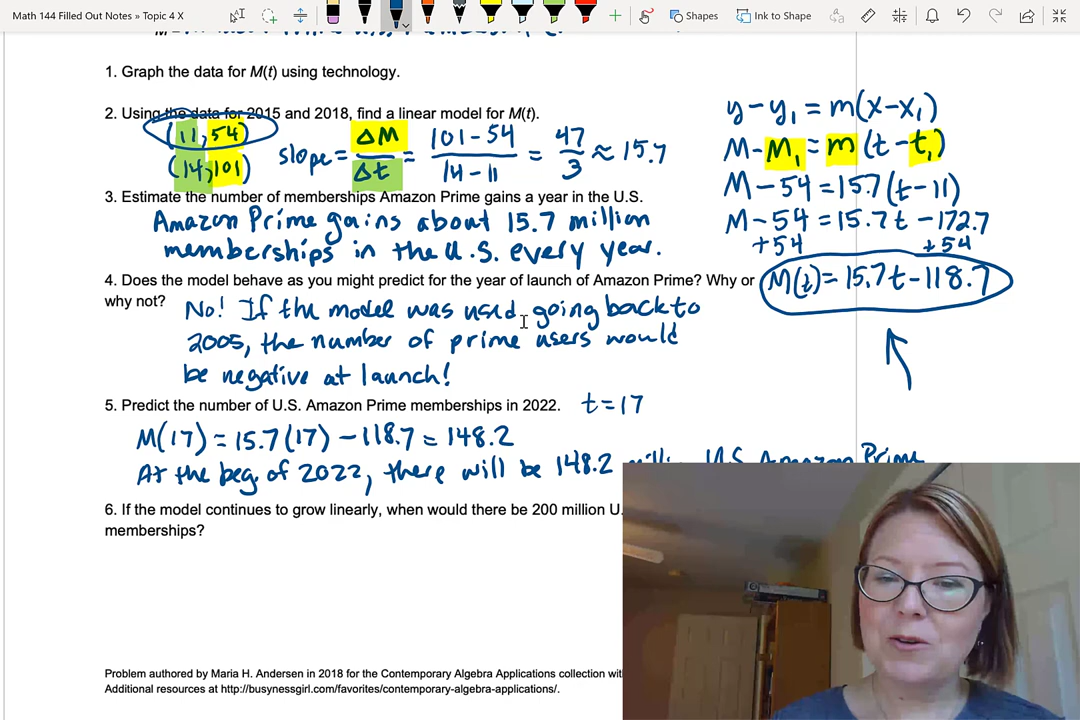 Math 144 Filled Out Notes » Topic 4 X
Shapes
Ink to Shape
1. Graph the data for M(t) using technology.
2. Using the data for 2015 and 2018, find a linear model for M(t).
(11, 54)
(14, 101)
slope = ΔM/Δt = (101 - 54)/(14 - 11) = 47/3 ≈ 15.7
y - y₁ = m(x - x₁)
M - M₁ = m(t - t₁)
M - 54 = 15.7(t - 11)
M - 54 = 15.7t - 172.7
+54 +54
M(t) = 15.7t - 118.7
3. Estimate the number of memberships Amazon Prime gains a year in the U.S.
Amazon Prime gains about 15.7 million
memberships in the U.S. every year.
4. Does the model behave as you might predict for the year of launch of Amazon Prime? Why or
why not?
No! If the model was used going back to
2005, the number of prime users would
be negative at launch!
5. Predict the number of U.S. Amazon Prime memberships in 2022.
t = 17
M(17) = 15.7(17) - 118.7 = 148.2
At the beg. of 2022, there will be 148.2 U.S. Amazon Prime
6. If the model continues to grow linearly, when would there be 200 million
memberships?
Problem authored by Maria H. Andersen in 2018 for the Contemporary Algebra Applications collection
Additional resources at http://busynessgirl.com/favorites/contemporary-algebra-applications/.